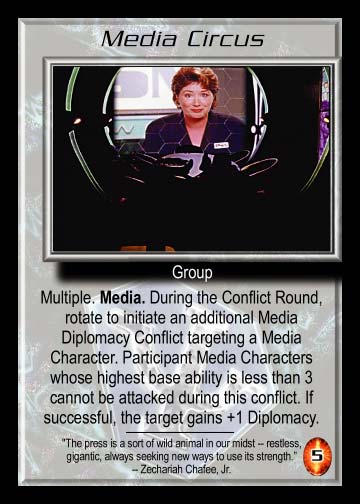 Media Circus
Group
Multiple. Media. During the Conflict Round,
rotate to initiate an additional Media
Diplomacy Conflict targeting a Media
Character. Participant Media Characters
whose highest base ability is less than 3
cannot be attacked during this conflict. If
successful, the target gains +1 Diplomacy.
"The press is a sort of wild animal in our midst -- restless,
gigantic, always seeking new ways to use its strength."
-- Zechariah Chafee, Jr.
5